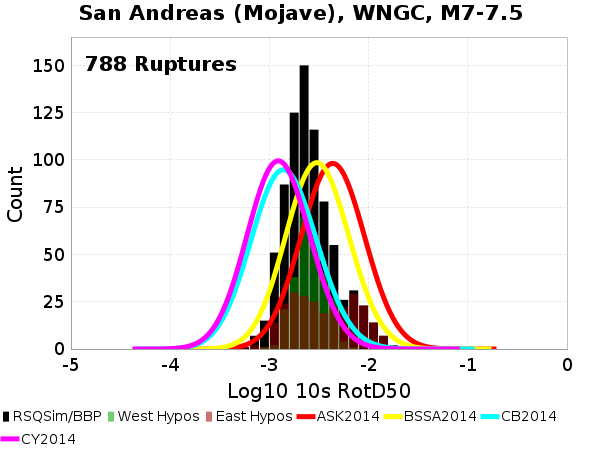 San Andreas (Mojave), WNGC, M7-7.5
788 Ruptures
Count
150
125
100
75
50
25
0
-5 -4 -3 -2 -1 0
Log10 10s RotD50
RSQSim/BBP West Hypos East Hypos ASK2014 BSSA2014 CB2014
CY2014